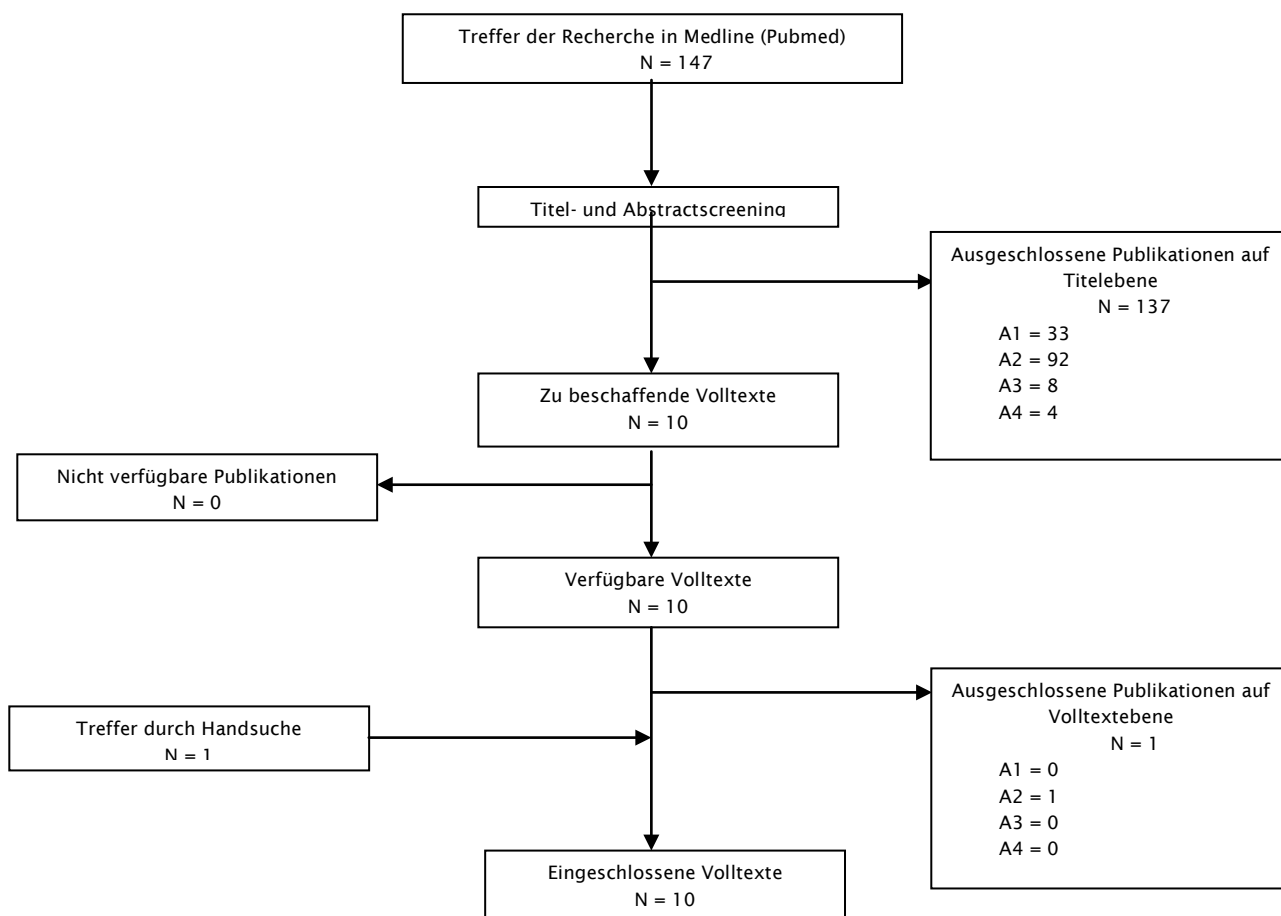 Treffer der Recherche in Medline (Pubmed)
N = 147
Titel- und Abstractscreening
Ausgeschlossene Publikationen auf
Titelebene
N = 137
A1 = 33
A2 = 92
A3 = 8
A4 = 4
Zu beschaffende Volltexte
N = 10
Nicht verfügbare Publikationen
N = 0
Verfügbare Volltexte
N = 10
Ausgeschlossene Publikationen auf
Volltextebene
N = 1
A1 = 0
A2 = 1
A3 = 0
A4 = 0
Treffer durch Handsuche
N = 1
Eingeschlossene Volltexte
N = 10